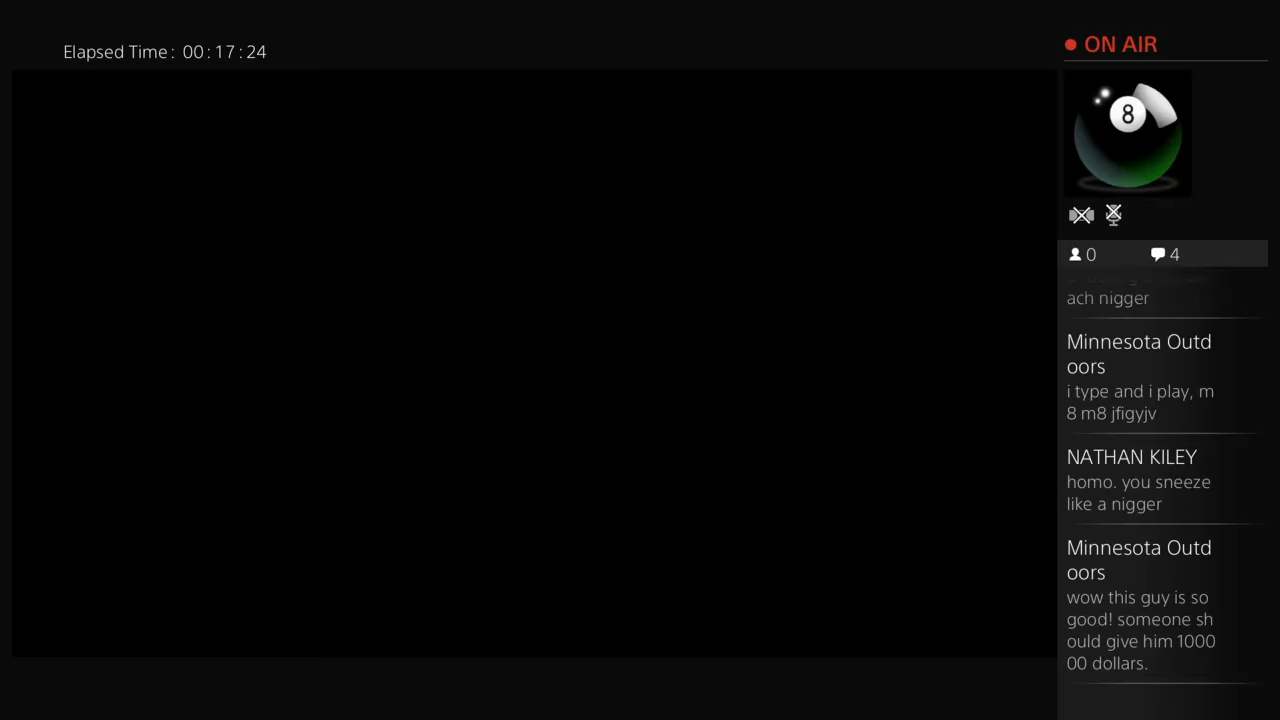 Elapsed Time: 00:17:24
ON AIR
8
0 4
ach nigger
Minnesota Outd
oors
i type and i play, m
8 m8 jfigyjv
NATHAN KILEY
homo. you sneeze
like a nigger
Minnesota Outd
oors
wow this guy is so
good! someone sh
ould give him 1000
00 dollars.